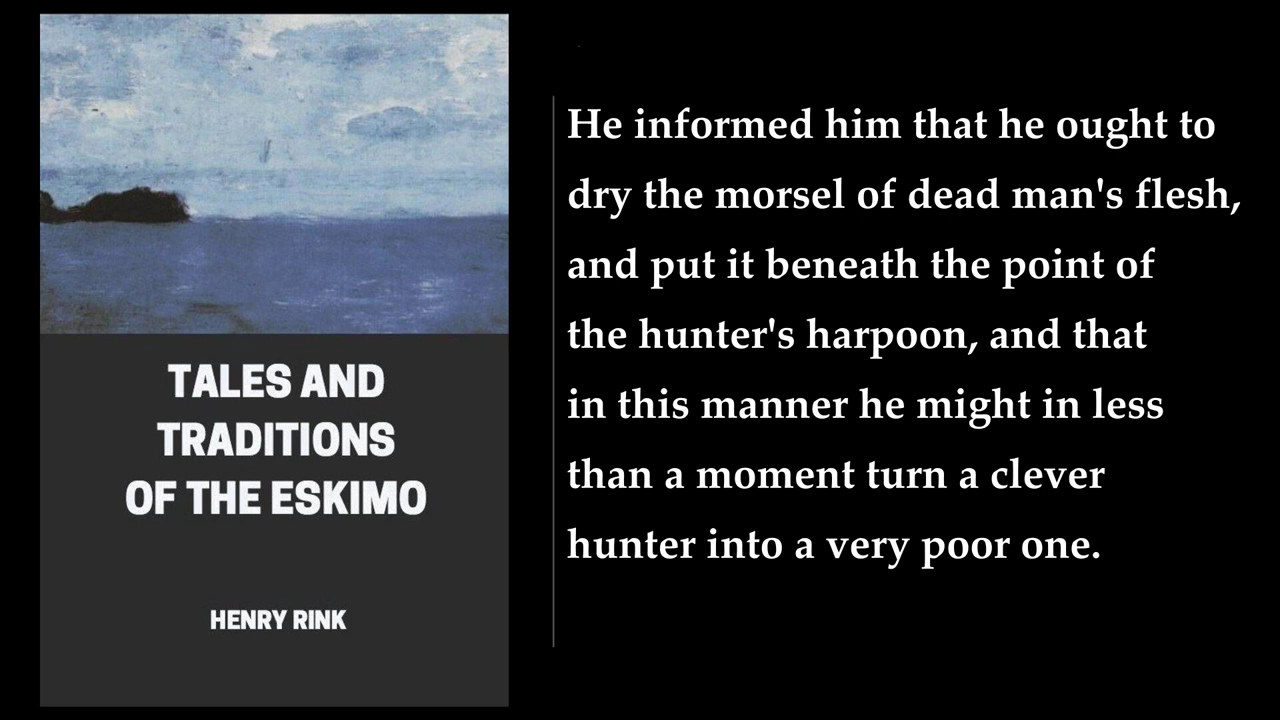 TALES AND
TRADITIONS
OF THE ESKIMO
HENRY RINK
He informed him that he ought to
dry the morsel of dead man's flesh,
and put it beneath the point of
the hunter's harpoon, and that
in this manner he might in less
than a moment turn a clever
hunter into a very poor one.